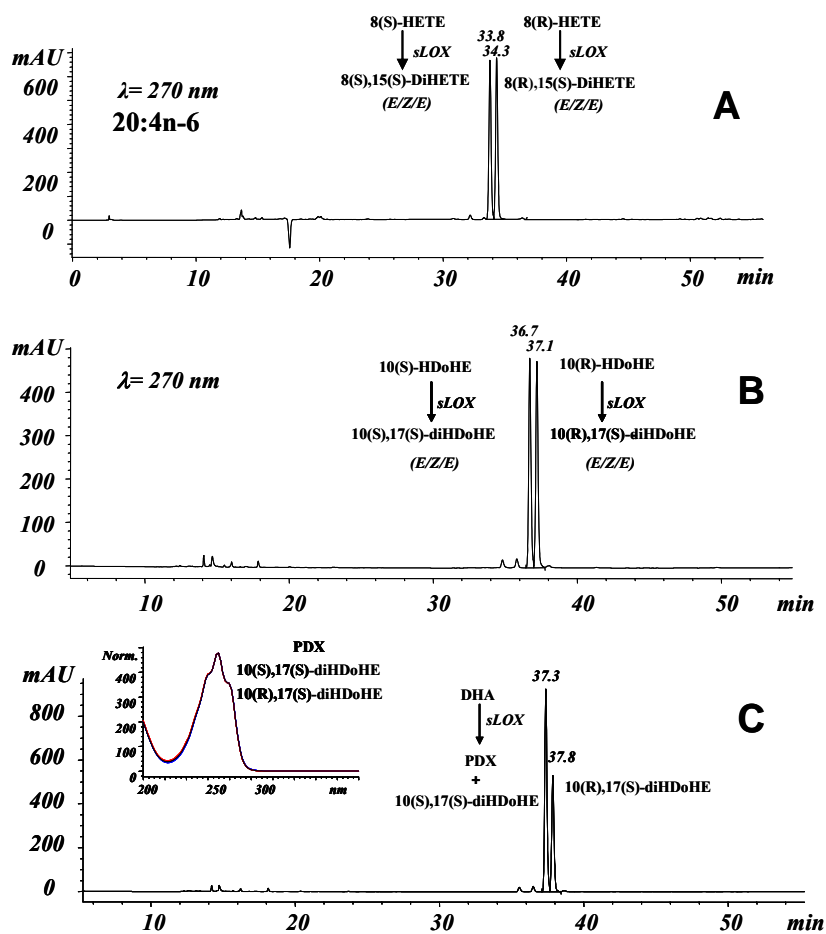 8(S)-HETE
8(R)-HETE
33.8
34.3
sLOX
sLOX
mAU
8(S),15(S)-DiHETE
8(R),15(S)-DiHETE
(E/Z/E)
(E/Z/E)
λ= 270 nm
20:4n-6
A
600
400
200
0
0 10 20 30 40 50 min
36.7
37.1
mAU
λ= 270 nm
10(S)-HDoHE
10(R)-HDoHE
sLOX
sLOX
10(S),17(S)-diHDoHE
10(R),17(S)-diHDoHE
(E/Z/E)
(E/Z/E)
B
400
300
200
100
0
10 20 30 40 50 min
mAU
Norm.
PDX
10(S),17(S)-diHDoHE
10(R),17(S)-diHDoHE
400
300
200
100
0
200 250 300 nm
37.3
DHA
sLOX
C
37.8
PDX
+
10(S),17(S)-diHDoHE
10(R),17(S)-diHDoHE
800
600
400
200
0
10 20 30 40 50 min